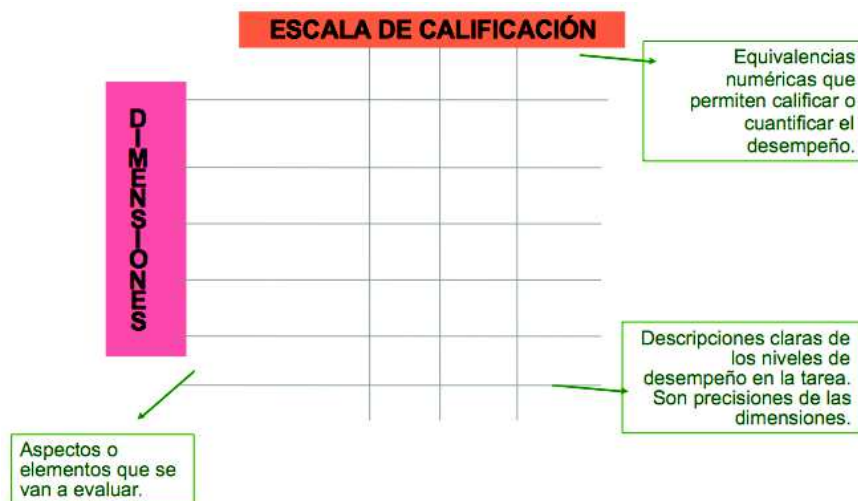 ESCALA DE CALIFICACIÓN
Equivalencias
numéricas que
permiten calificar o
cuantificar el
desempeño.
DIMENSIONES
Descripciones claras de
los niveles de
desempeño en la tarea.
Son precisiones de las
dimensiones.
Aspectos o
elementos que se
van a evaluar.